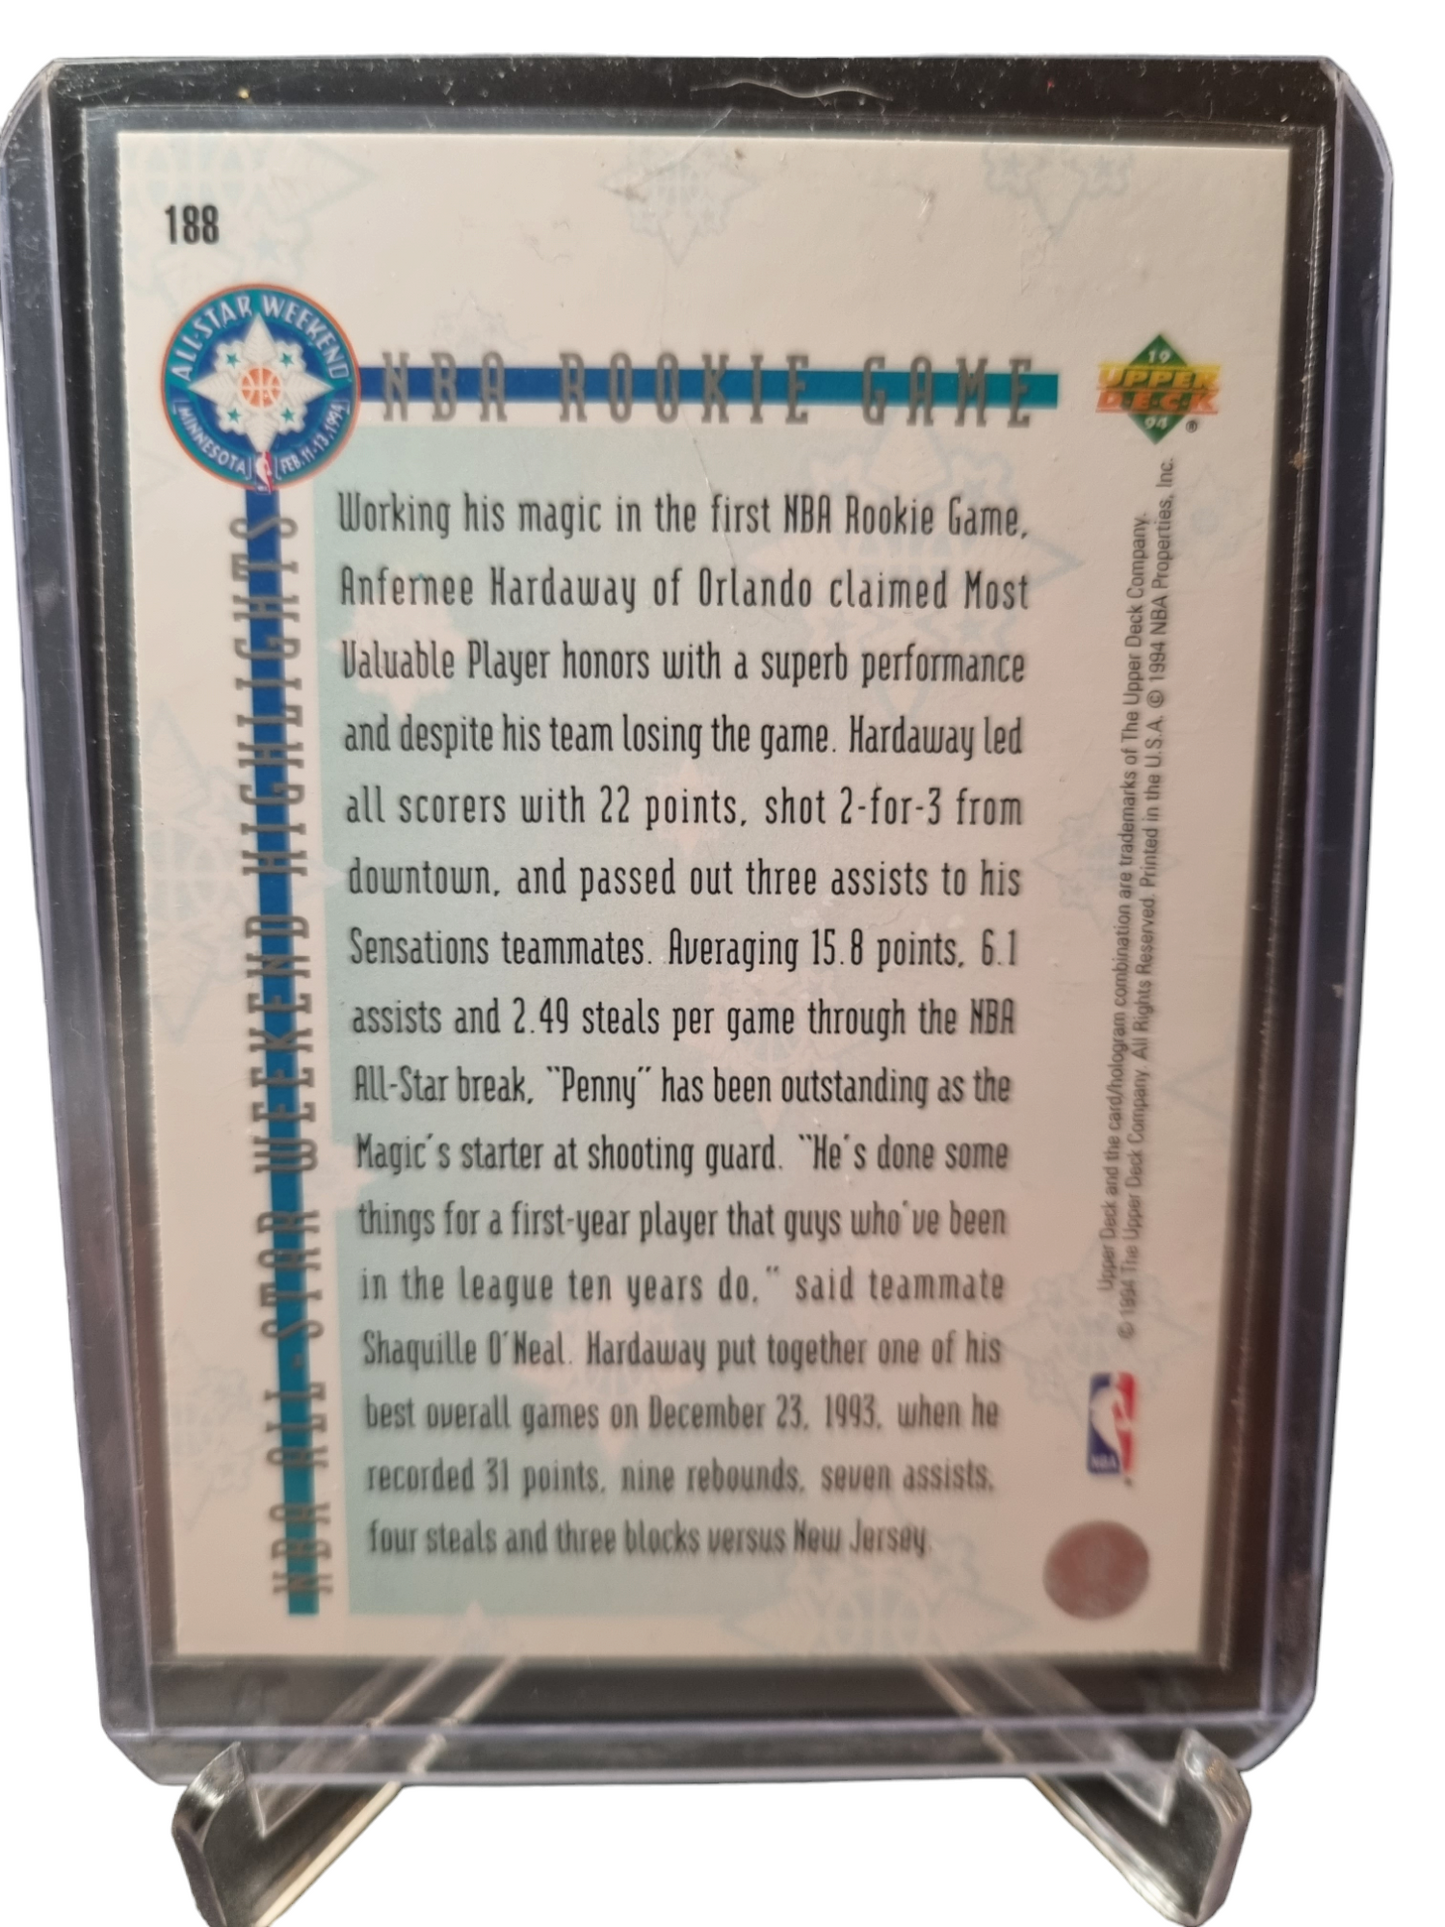 188
ALL-STAR WEEKEND
MINNESOTA FEB. 11-13, 1994
NBA ROOKIE GAME
19
UPPER
DECK
94
®
NBA ALL-STAR WEEKEND HIGHLIGHTS
Working his magic in the first NBA Rookie Game,
Anfernee Hardaway of Orlando claimed Most
Valuable Player honors with a superb performance
and despite his team losing the game. Hardaway led
all scorers with 22 points, shot 2-for-3 from
downtown, and passed out three assists to his
Sensations teammates. Averaging 15.8 points, 6.1
assists and 2.49 steals per game through the NBA
All-Star break, "Penny" has been outstanding as the
Magic's starter at shooting guard. "He's done some
things for a first-year player that guys who've been
in the league ten years do," said teammate
Shaquille O'Neal. Hardaway put together one of his
best overall games on December 23, 1993, when he
recorded 31 points, nine rebounds, seven assists,
four steals and three blocks versus New Jersey.
Upper Deck and the card/hologram combination are trademarks of The Upper Deck Company.
© 1994 The Upper Deck Company. All Rights Reserved. Printed in the U.S.A. © 1994 NBA Properties, Inc.
NBA